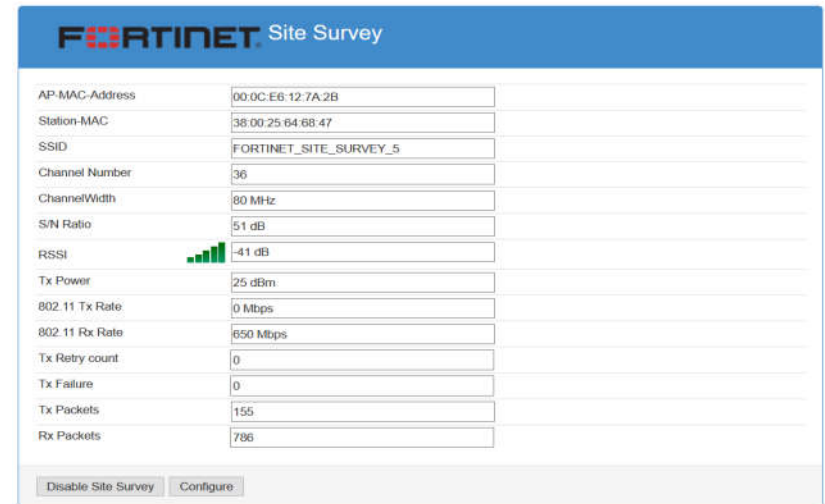 FORTINET Site Survey
AP-MAC-Address 00:0C:E6:12:7A:2B
Station-MAC 38:00:25:64:68:47
SSID FORTINET_SITE_SURVEY_5
Channel Number 36
ChannelWidth 80 MHz
S/N Ratio 51 dB
RSSI -41 dB
Tx Power 25 dBm
802.11 Tx Rate 0 Mbps
802.11 Rx Rate 650 Mbps
Tx Retry count 0
Tx Failure 0
Tx Packets 155
Rx Packets 786
Disable Site Survey Configure